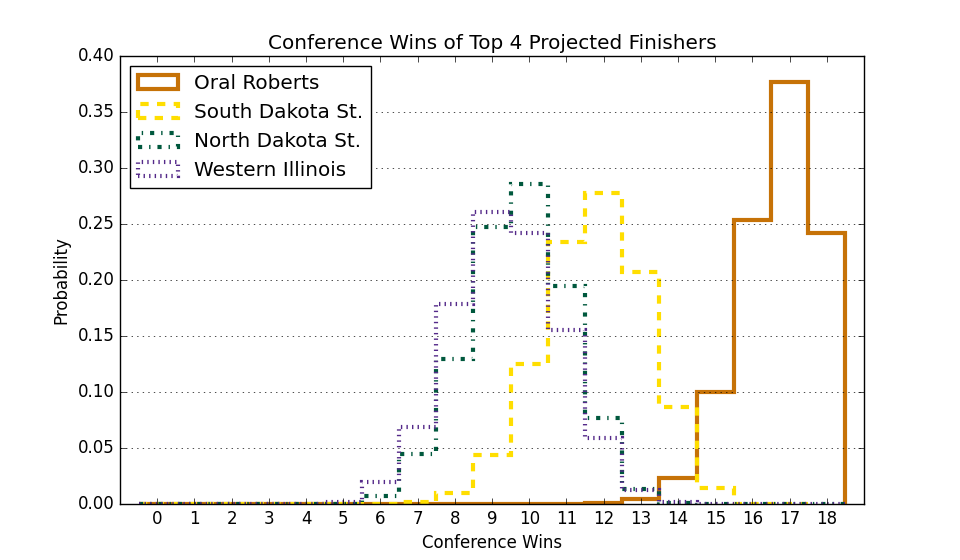 Conference Wins of Top 4 Projected Finishers
0.40
0.35
0.30
0.25
0.20
0.15
0.10
0.05
0.00
Probability
Oral Roberts
South Dakota St.
North Dakota St.
Western Illinois
0 1 2 3 4 5 6 7 8 9 10 11 12 13 14 15 16 17 18
Conference Wins